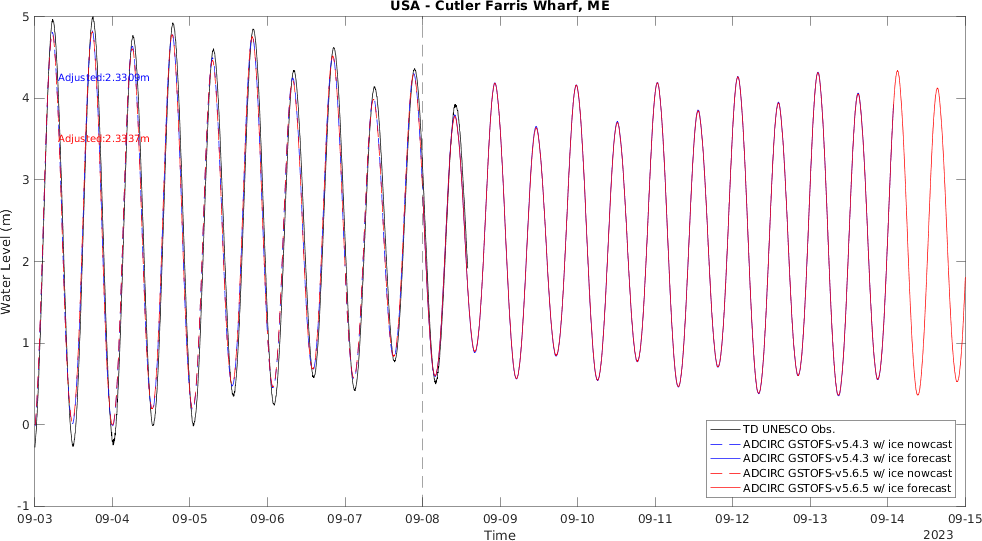 USA - Cutler Farris Wharf, ME
5
4
3
2
1
0
-1
Water Level (m)
Adjusted:2.3309m
Adjusted:2.3337m
TD UNESCO Obs.
ADCIRC GSTOFS-v5.4.3 w/ ice nowcast
ADCIRC GSTOFS-v5.4.3 w/ ice forecast
ADCIRC GSTOFS-v5.6.5 w/ ice nowcast
ADCIRC GSTOFS-v5.6.5 w/ ice forecast
09-03 09-04 09-05 09-06 09-07 09-08 09-09 09-10 09-11 09-12 09-13 09-14 09-15
Time
2023